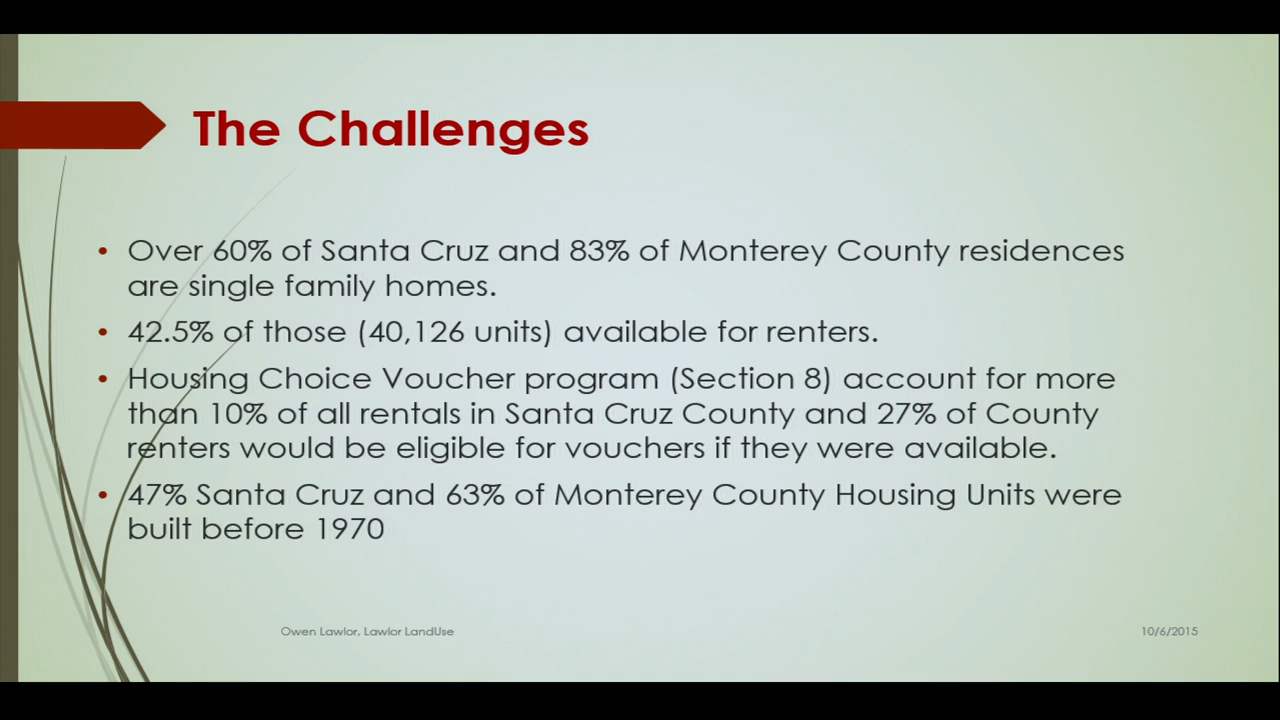 The Challenges
• Over 60% of Santa Cruz and 83% of Monterey County residences
are single family homes.
• 42.5% of those (40,126 units) available for renters.
• Housing Choice Voucher program (Section 8) account for more
than 10% of all rentals in Santa Cruz County and 27% of County
renters would be eligible for vouchers if they were available.
• 47% Santa Cruz and 63% of Monterey County Housing Units were
built before 1970
Owen Lawlor, Lawlor LandUse
10/6/2015